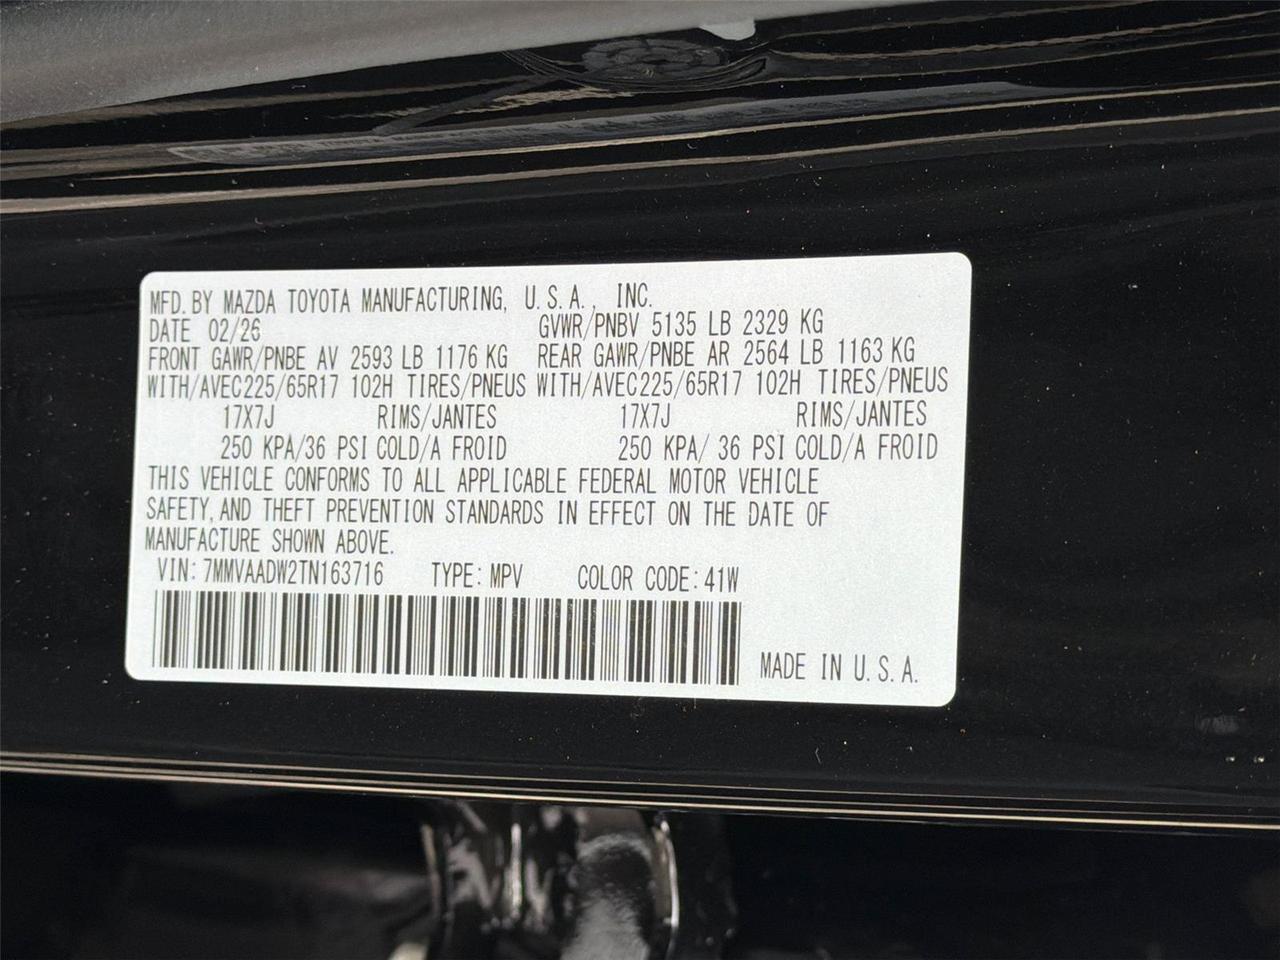 MFD. BY MAZDA TOYOTA MANUFACTURING, U.S.A., INC.
DATE 02/26 GVWR/PNBV 5135 LB 2329 KG
FRONT GAWR/PNBE AV 2593 LB 1176 KG REAR GAWR/PNBE AR 2564 LB 1163 KG
WITH/AVEC225/65R17 102H TIRES/PNEUS WITH/AVEC225/65R17 102H TIRES/PNEUS
17X7J RIMS/JANTES 17X7J RIMS/JANTES
250 KPA/36 PSI COLD/A FROID 250 KPA/ 36 PSI COLD/A FROID
THIS VEHICLE CONFORMS TO ALL APPLICABLE FEDERAL MOTOR VEHICLE
SAFETY, AND THEFT PREVENTION STANDARDS IN EFFECT ON THE DATE OF
MANUFACTURE SHOWN ABOVE.
VIN: 7MMVAADW2TN163716 TYPE: MPV COLOR CODE: 41W
MADE IN U.S.A.